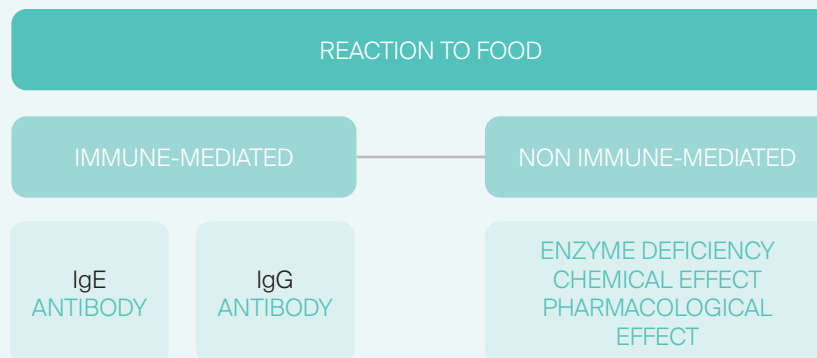 REACTION TO FOOD
IMMUNE-MEDIATED
NON IMMUNE-MEDIATED
IgE
ANTIBODY
IgG
ANTIBODY
ENZYME DEFICIENCY
CHEMICAL EFFECT
PHARMACOLOGICAL
EFFECT